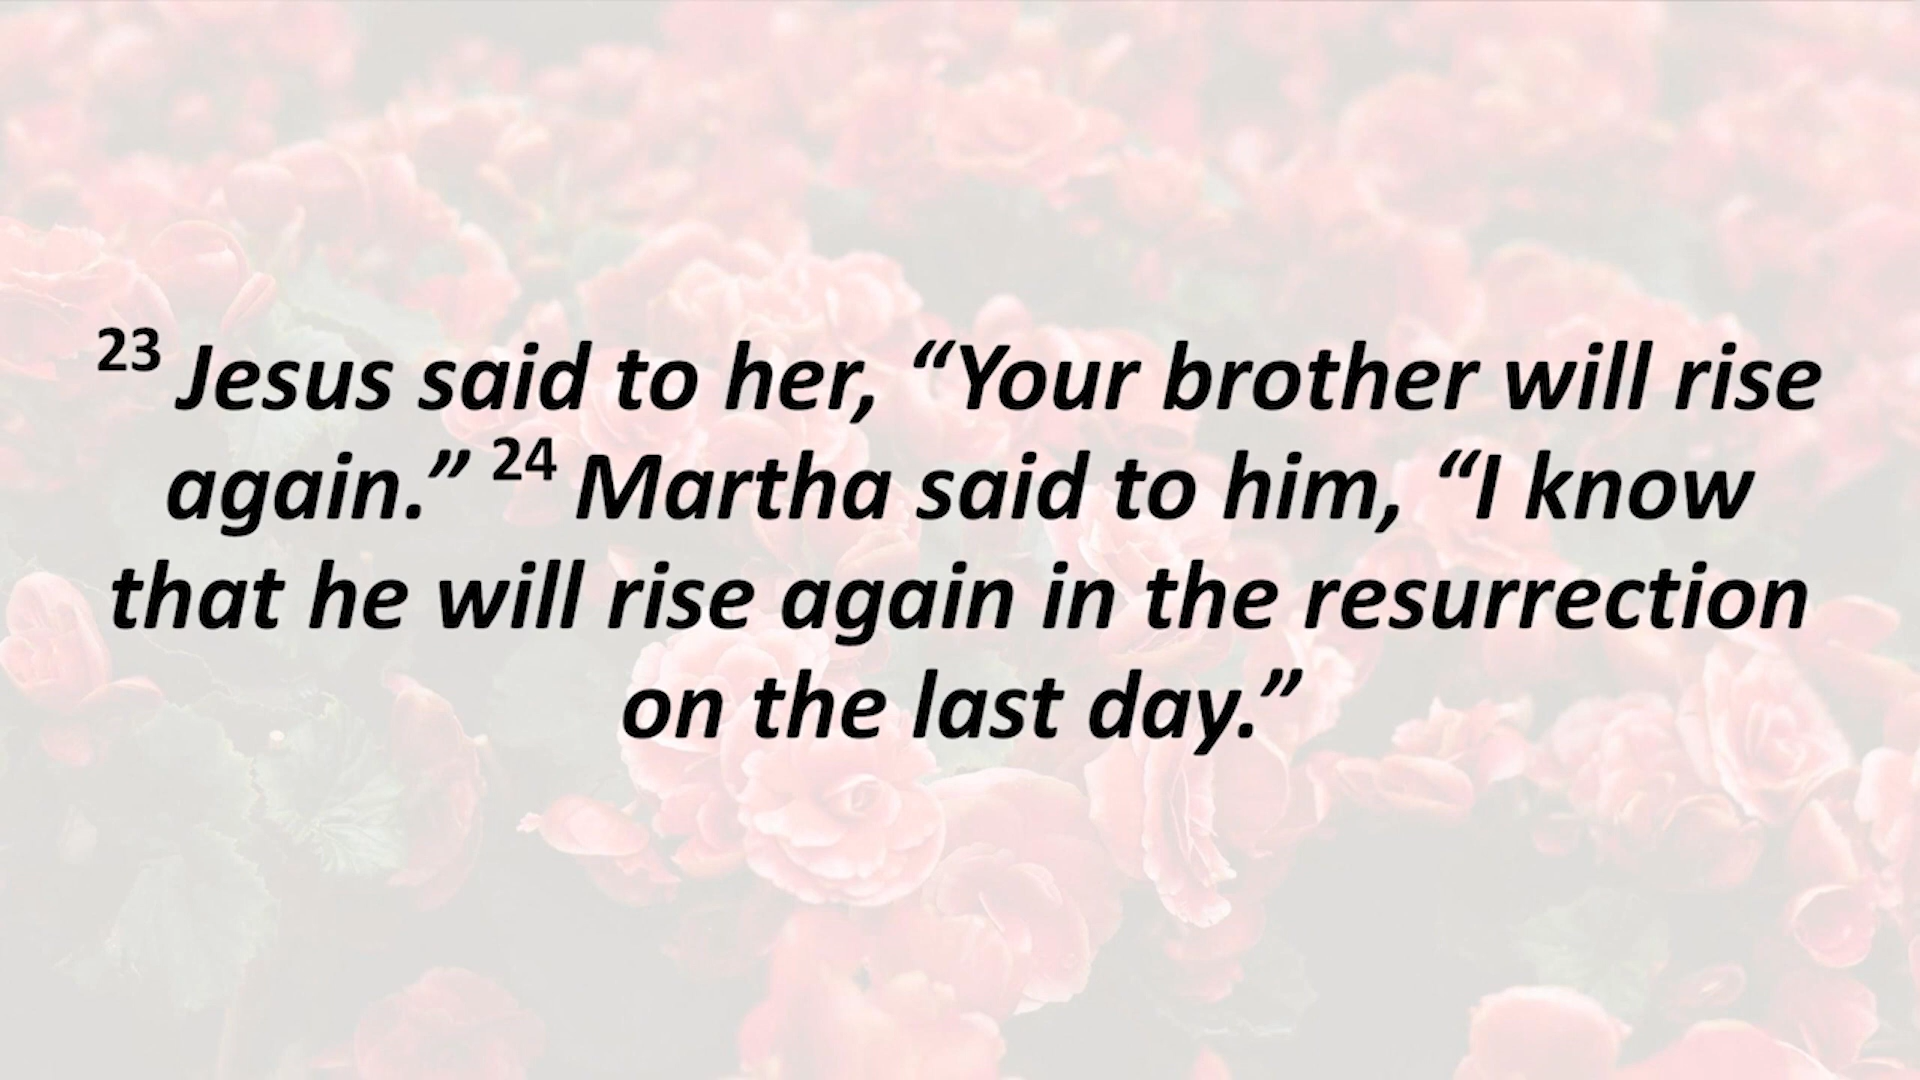 23 Jesus said to her, “Your brother will rise
again.” 24 Martha said to him, “I know
that he will rise again in the resurrection
on the last day.”